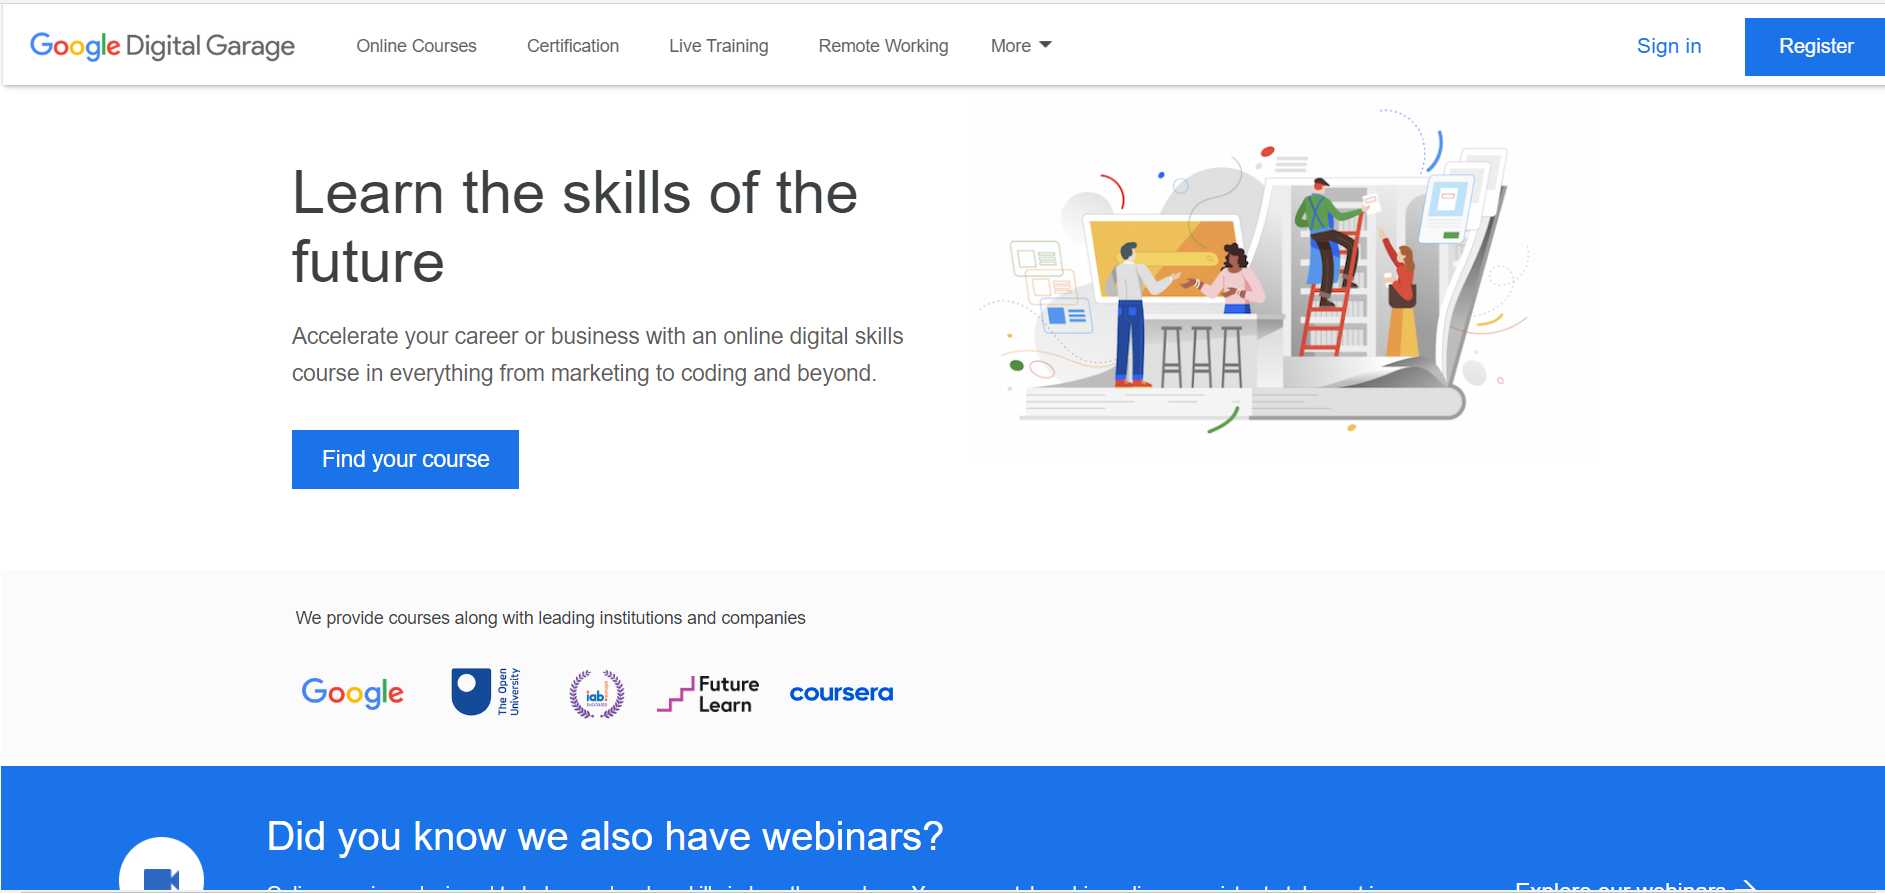 Google Digital Garage
Online Courses
Certification
Live Training
Remote Working
More
Sign in
Register
Learn the skills of the
future
Accelerate your career or business with an online digital skills
course in everything from marketing to coding and beyond.
Find your course
We provide courses along with leading institutions and companies
Google
The Open
University
iab europe
ENDORSED
Future
Learn
coursera
Did you know we also have webinars?
Explore our webinars